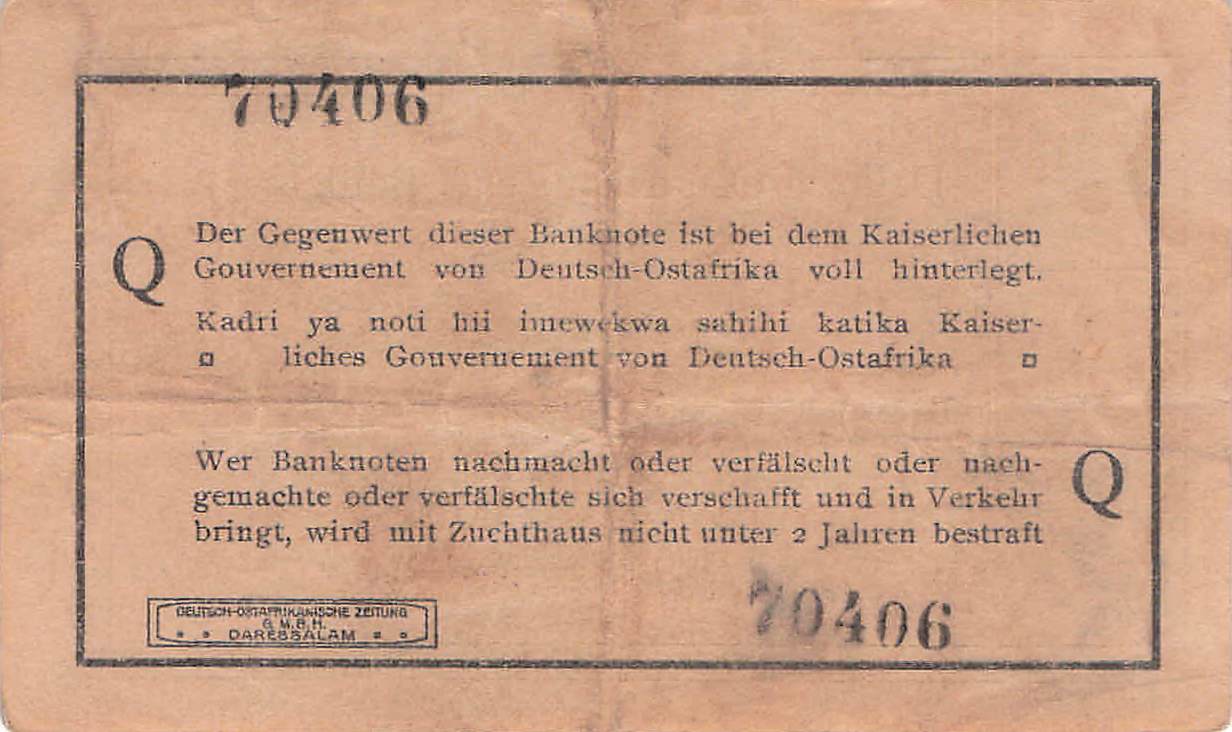 70406
Der Gegenwert dieser Banknote ist bei dem Kaiserlichen
Q Gouvernement von Deutsch-Ostafrika voll hinterlegt.
Kadri ya noti hii imewekwa sahihi katika Kaiser-
liches Gouvernement von Deutsch-Ostafrika
Wer Banknoten nachmacht oder verfälscht oder nach-
gemachte oder verfälschte sich verschafft und in Verkehr Q
bringt, wird mit Zuchthaus nicht unter 2 Jahren bestraft
DEUTSCH-OSTAFRIKANISCHE ZEITUNG
G. M. B. H.
DARESSALAM
70406